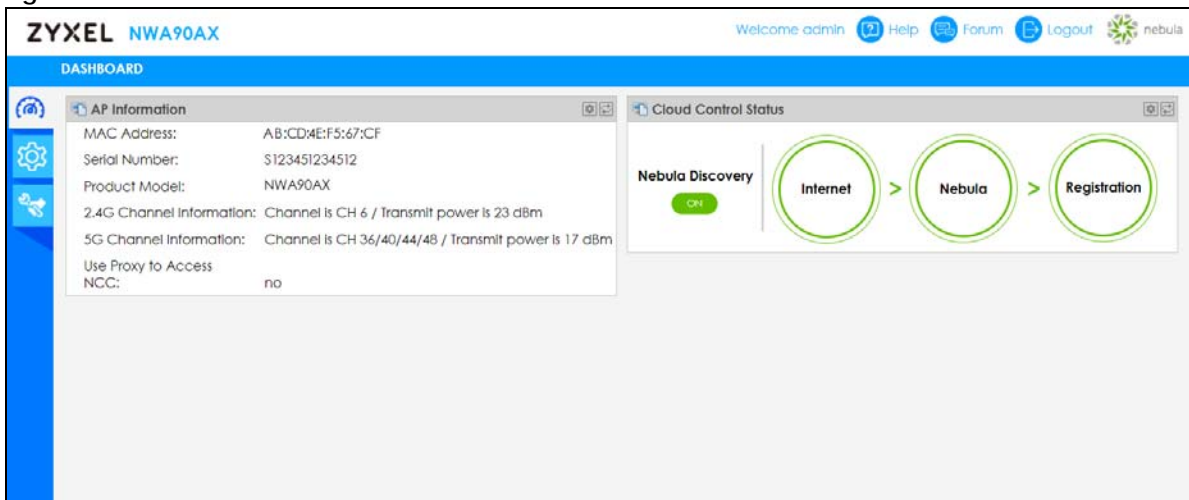 ZYXEL NWA90AX
Welcome admin Help Forum Logout nebula
DASHBOARD
AP Information
MAC Address: AB:CD:4E:F5:67:CF
Serial Number: S123451234512
Product Model: NWA90AX
2.4G Channel Information: Channel is CH 6 / Transmit power is 23 dBm
5G Channel Information: Channel is CH 36/40/44/48 / Transmit power is 17 dBm
Use Proxy to Access
NCC: no
Cloud Control Status
Nebula Discovery
ON
Internet > Nebula > Registration